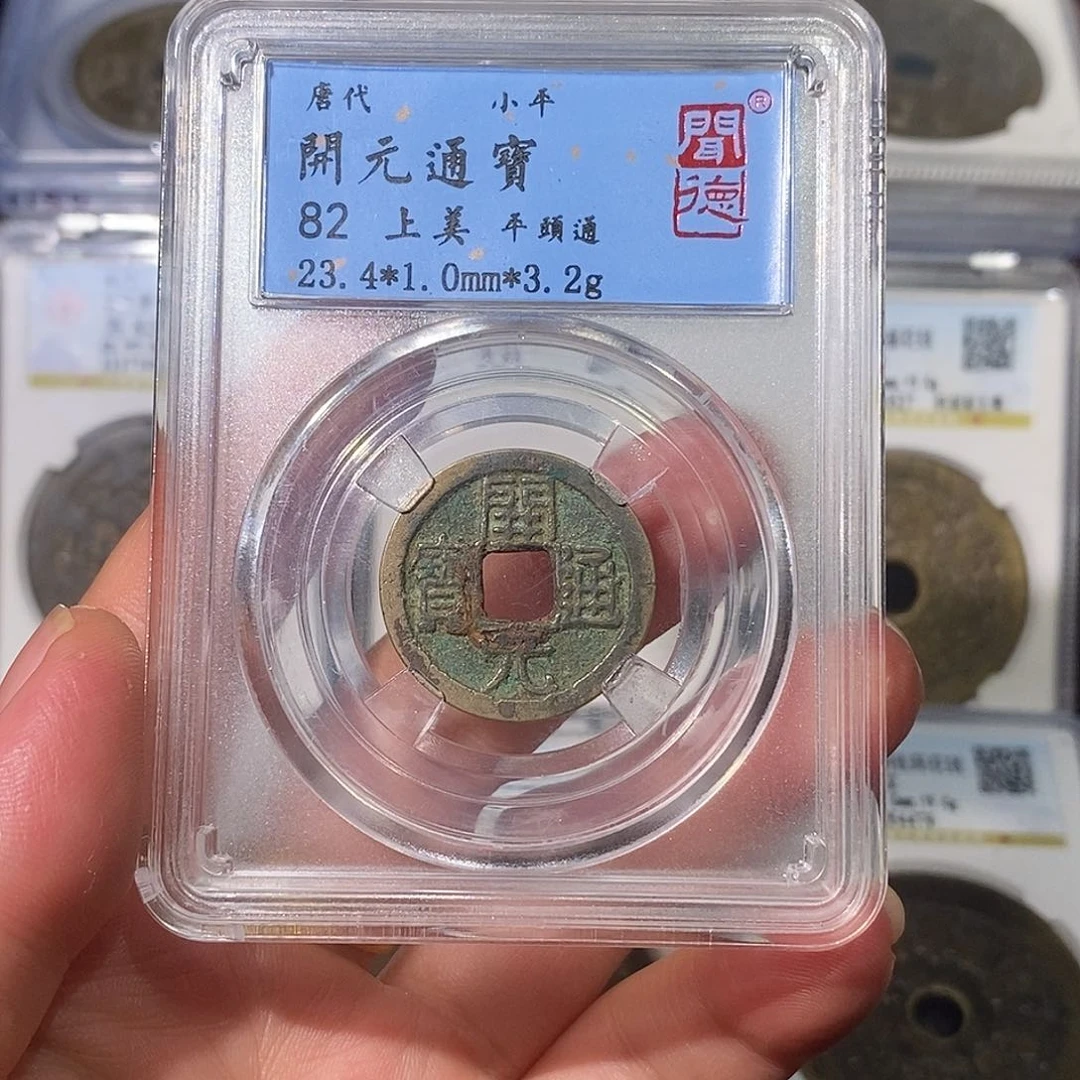 唐代 小平
開元通寶
82 上美 平頭通
23.4*1.0mm*3.2g
聞德
®
開元通寶